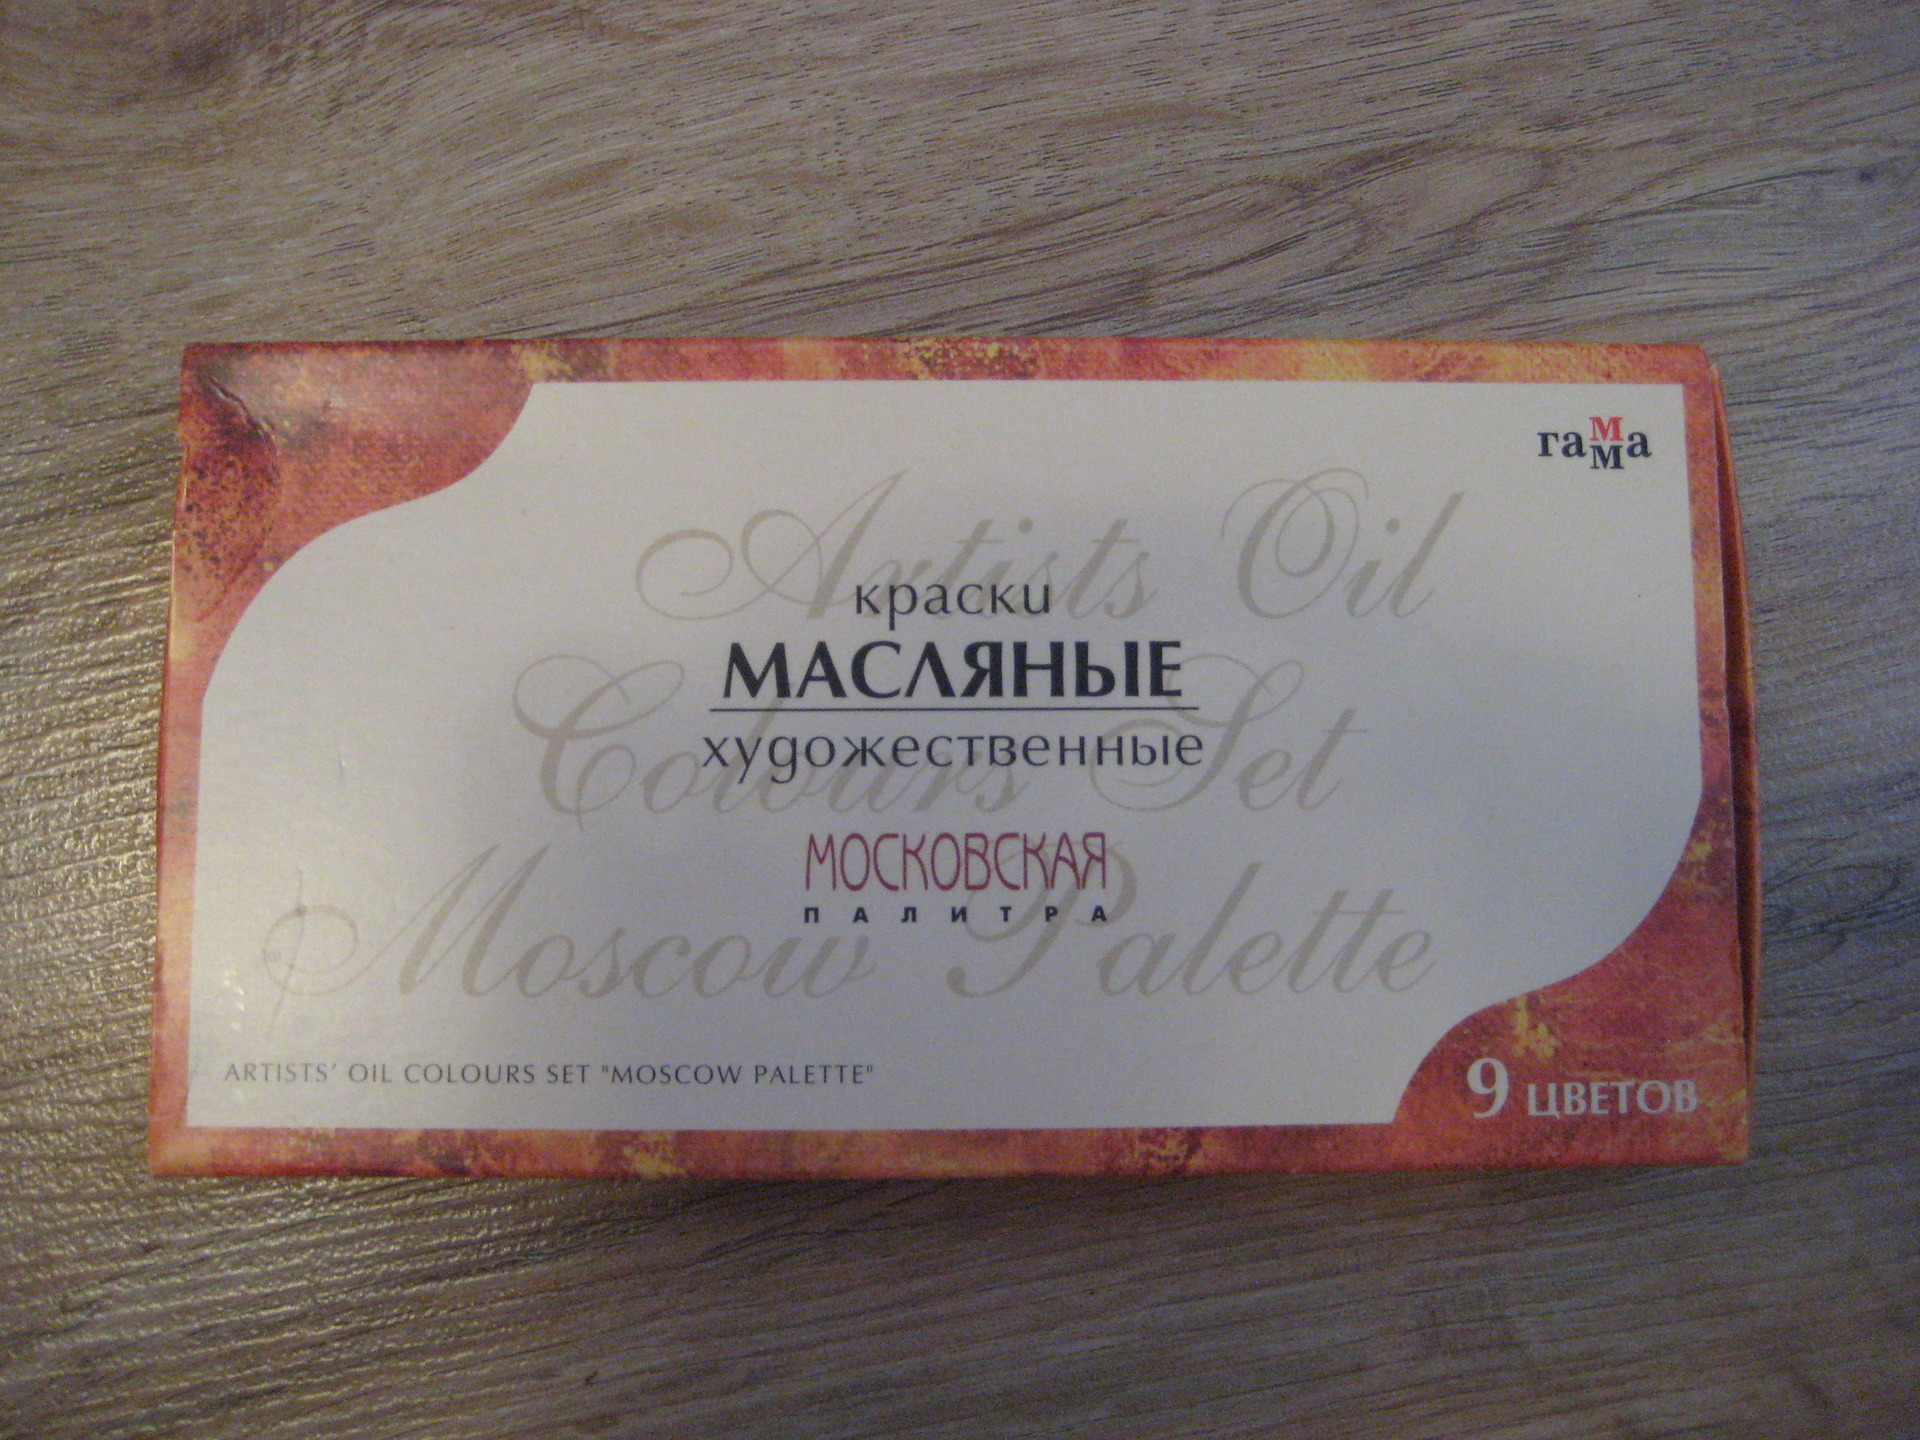 гамма
Artists Oil
краски
МАСЛЯНЫЕ
Colours Set
художественные
МОСКОВСКАЯ
ПАЛИТРА
Moscow Palette
ARTISTS' OIL COLOURS SET "MOSCOW PALETTE"
9 ЦВЕТОВ